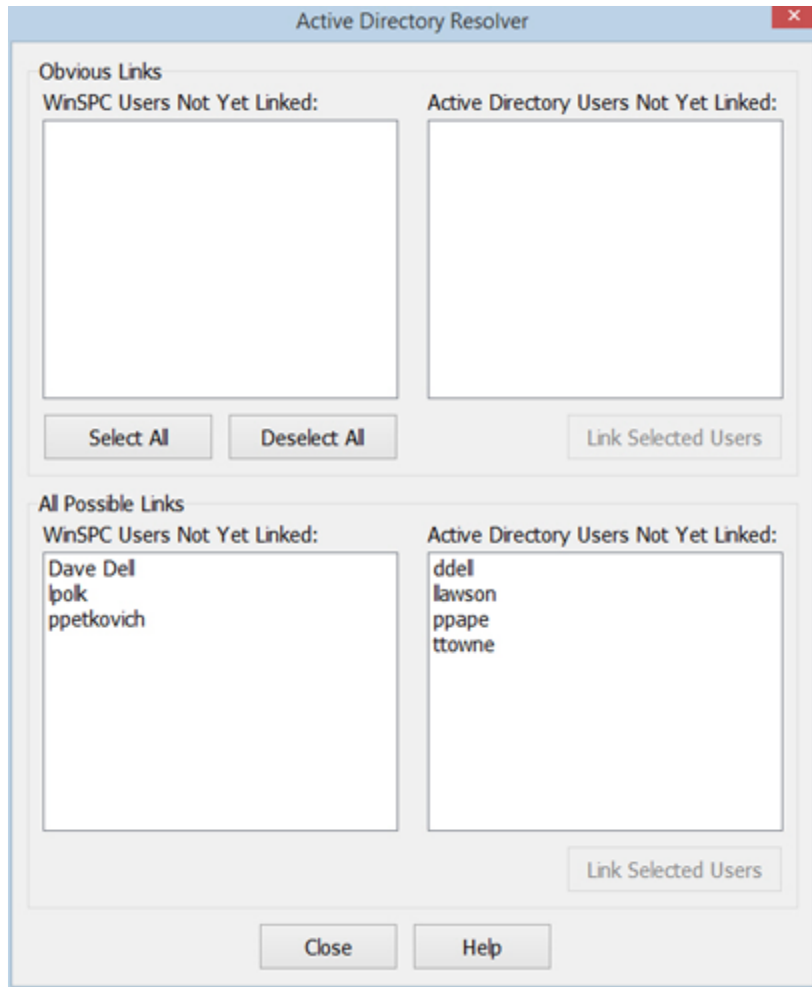 Active Directory Resolver
Obvious Links
WinSPC Users Not Yet Linked:
Active Directory Users Not Yet Linked:
Select All
Deselect All
Link Selected Users
All Possible Links
WinSPC Users Not Yet Linked:
Active Directory Users Not Yet Linked:
Dave Dell
lpolk
ppetkovich
ddell
llawson
ppape
ttowne
Link Selected Users
Close
Help